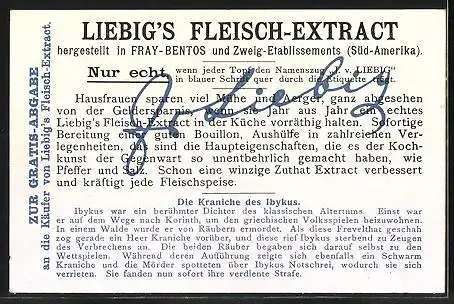 LIEBIG'S FLEISCH-EXTRACT
hergestellt in FRAY-BENTOS und Zweig-Etablissements (Süd-Amerika).
Nur echt, wenn jeder Topf den Namenszug "J. v. LIEBIG"
in blauer Schrift quer durch die Etiquette trägt.
Hausfrauen sparen viel Mühe und Aerger, ganz abgesehen
von der Geldersparnis, wenn sie Jahr aus Jahr ein echtes
Liebig's Fleisch-Extract in der Küche vorräthig halten. Sofortige
Bereitung einer guten Bouillon, Aushülfe in zahlreichen Ver-
legenheiten, das sind die Haupteigenschaften, die es der Koch-
kunst der Gegenwart so unentbehrlich gemacht haben, wie
Pfeffer und Salz. Schon eine winzige Zuthat Extract verbessert
und kräftigt jede Fleischspeise.
J. v. Liebig
Die Kraniche des Ibykus.
Ibykus war ein berühmter Dichter des klassischen Altertums. Einst war
er auf dem Wege nach Korinth, um den griechischen Volksspielen beizuwohnen.
In einem Walde wurde er von Räubern ermordet. Als diese Frevelthat geschah
zog gerade ein Heer Kraniche vorüber, und diese rief Ibykus sterbend zu Zeugen
des Verbrechens an. Die beiden Räuber begaben sich darauf selbst zu den
Wettspielen. Während deren Aufführung zeigte sich ebenfalls ein Schwarm
Kraniche und die Mörder spotteten über Ibykus Notschrei, wodurch sie sich
verrieten. Sie fanden nun sofort ihre verdiente Strafe.
ZUR GRATIS-ABGABE
an die Käufer von Liebig's Fleisch-Extract.